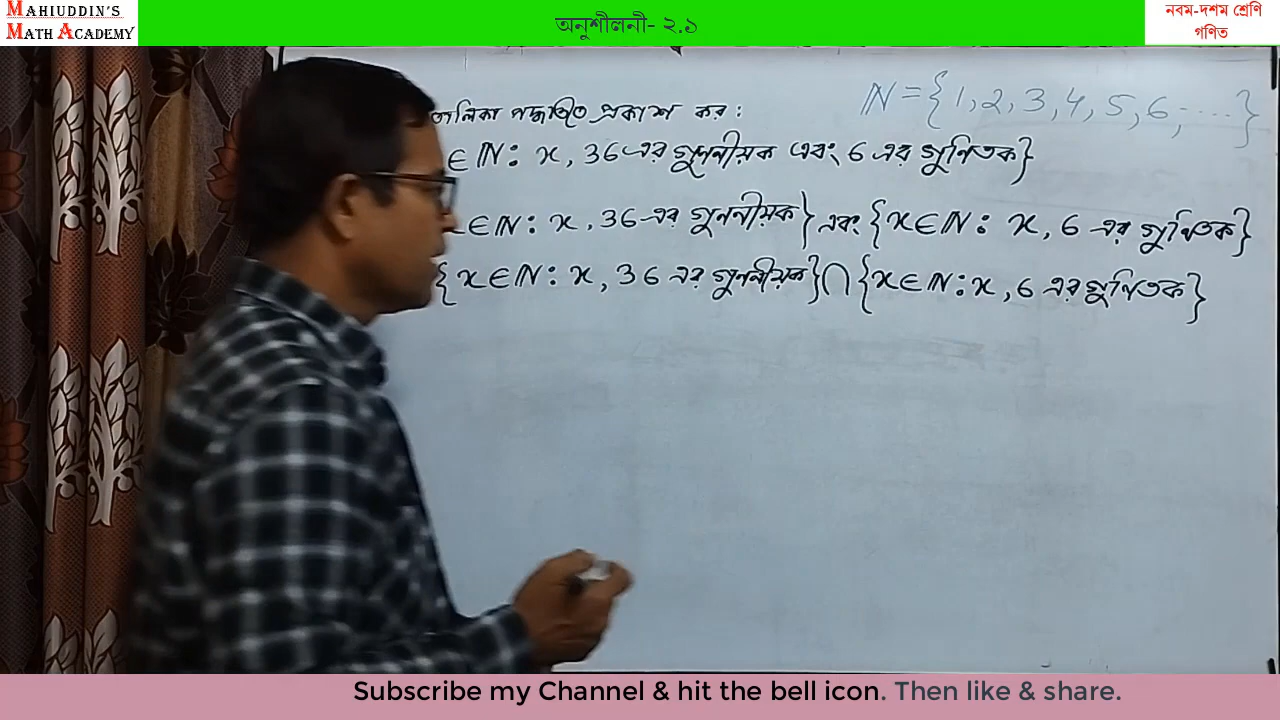 MAHIUDDIN'S
MATH ACADEMY
অনুশীলনী- ২.১
নবম-দশম শ্রেণি
গণিত
N = {1, 2, 3, 4, 5, 6, ...}
তালিকা পদ্ধতিতে প্রকাশ কর :
∈ N : x, 36 এর গুণনীয়ক এবং 6 এর গুণিতক}
∈ N : x, 36 এর গুননীয়ক} এবং {x ∈ N : x, 6 এর গুণিতক}
{x ∈ N : x, 36 এর গুননীয়ক} ∩ {x ∈ N : x, 6 এর গুণিতক}
Subscribe my Channel & hit the bell icon. Then like & share.